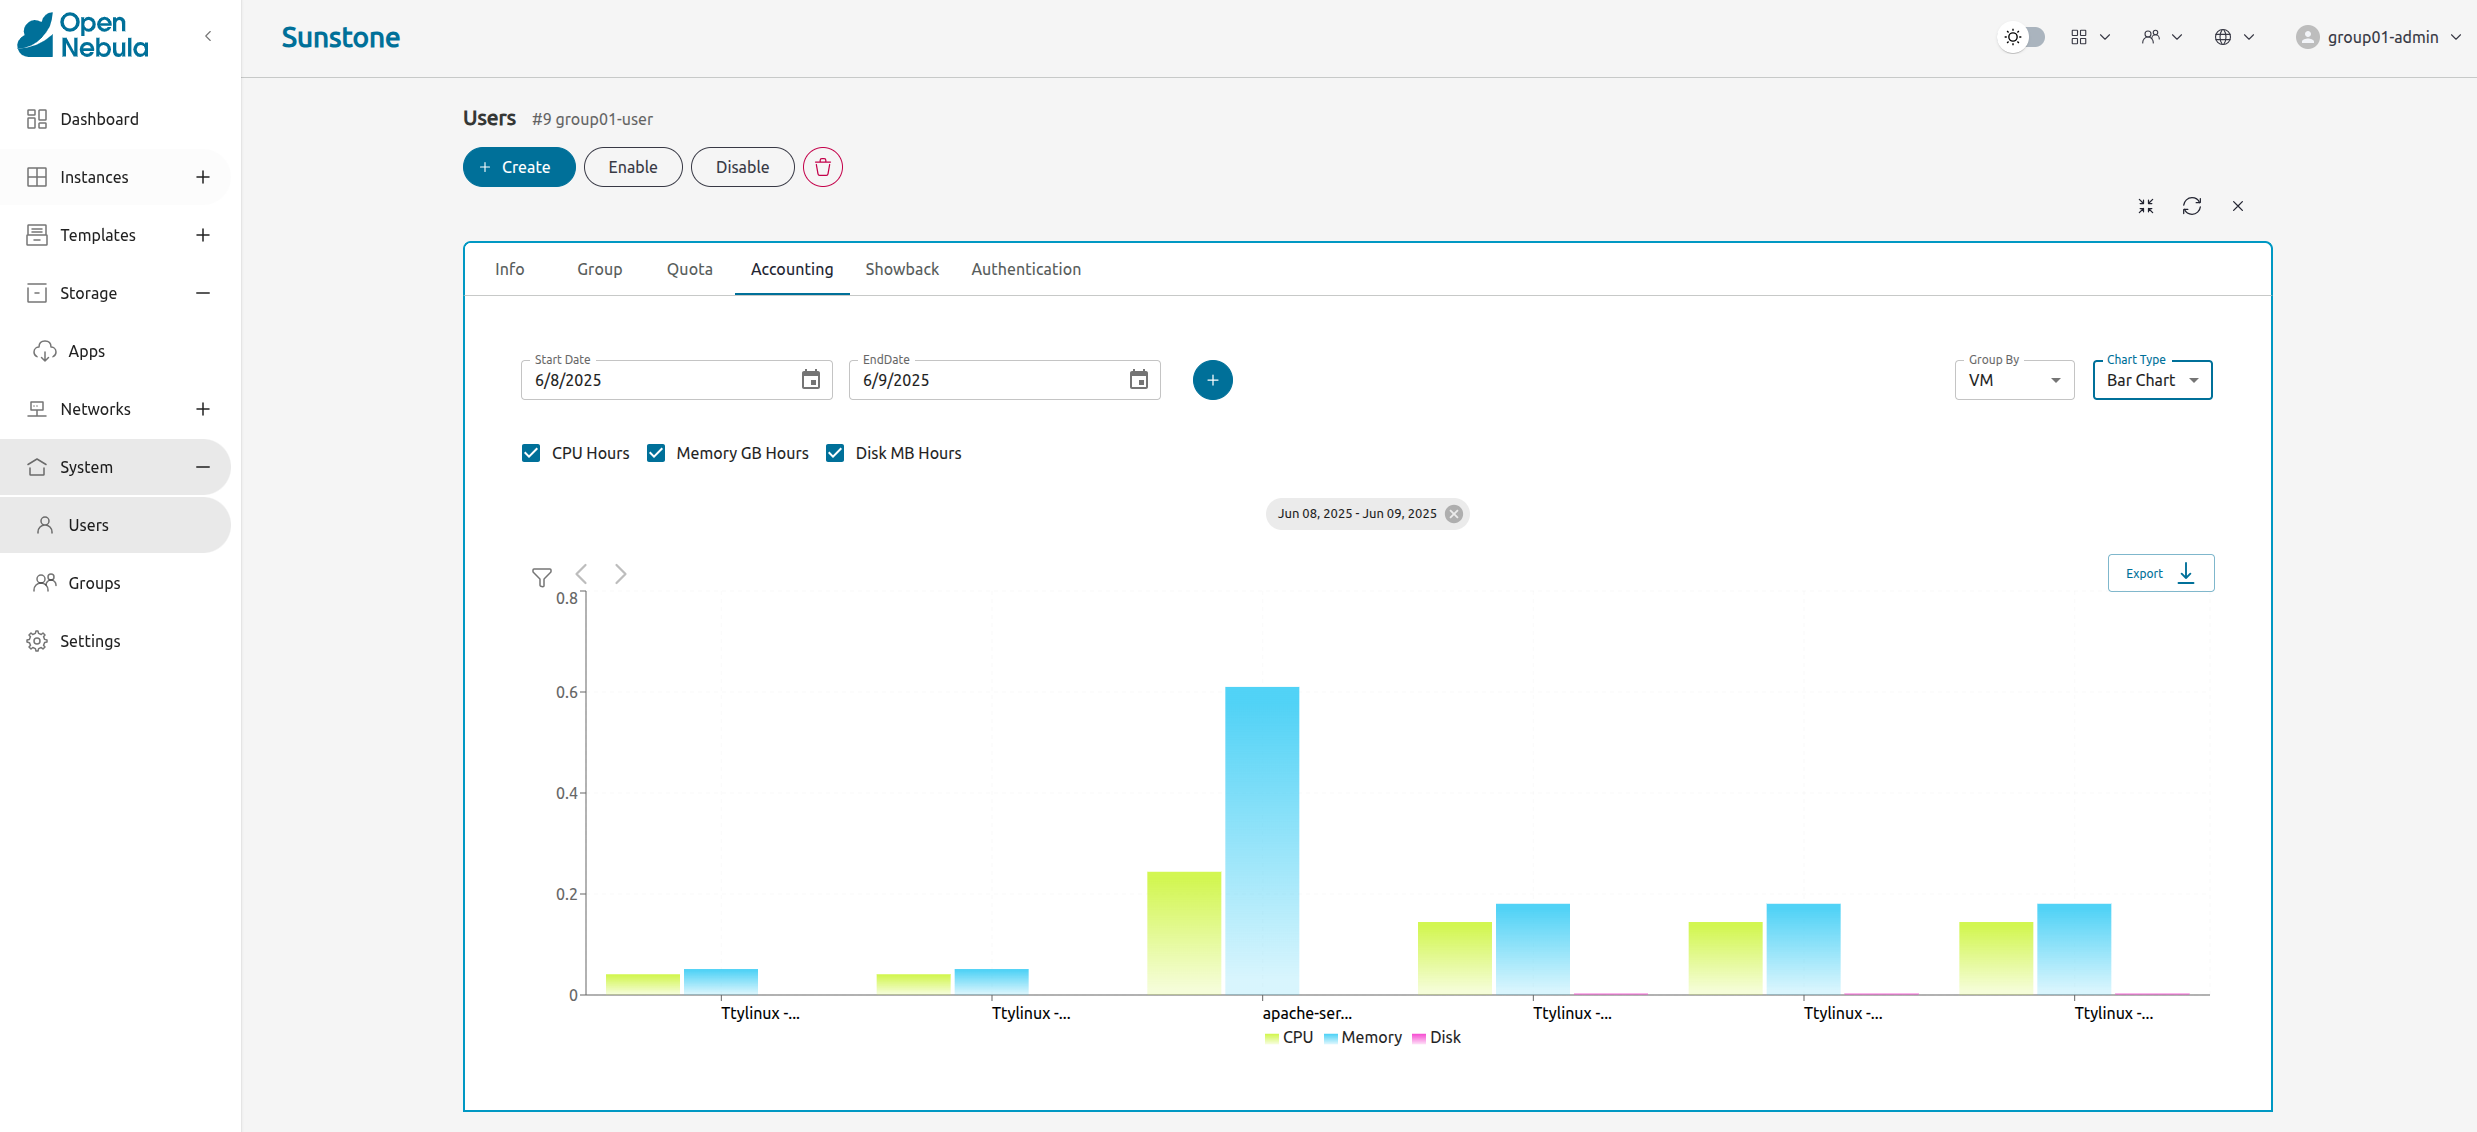 Open
Nebula
Sunstone
group01-admin
Dashboard
Instances
Templates
Storage
Apps
Networks
System
Users
Groups
Settings
Users #9 group01-user
Create Enable Disable
Info Group Quota Accounting Showback Authentication
Start Date EndDate Group By Chart Type
6/8/2025 6/9/2025 VM Bar Chart
CPU Hours Memory GB Hours Disk MB Hours
Jun 08, 2025 - Jun 09, 2025
Export
0.8
0.6
0.4
0.2
0
Ttylinux -... Ttylinux -... apache-ser... Ttylinux -... Ttylinux -... Ttylinux -...
CPU Memory Disk